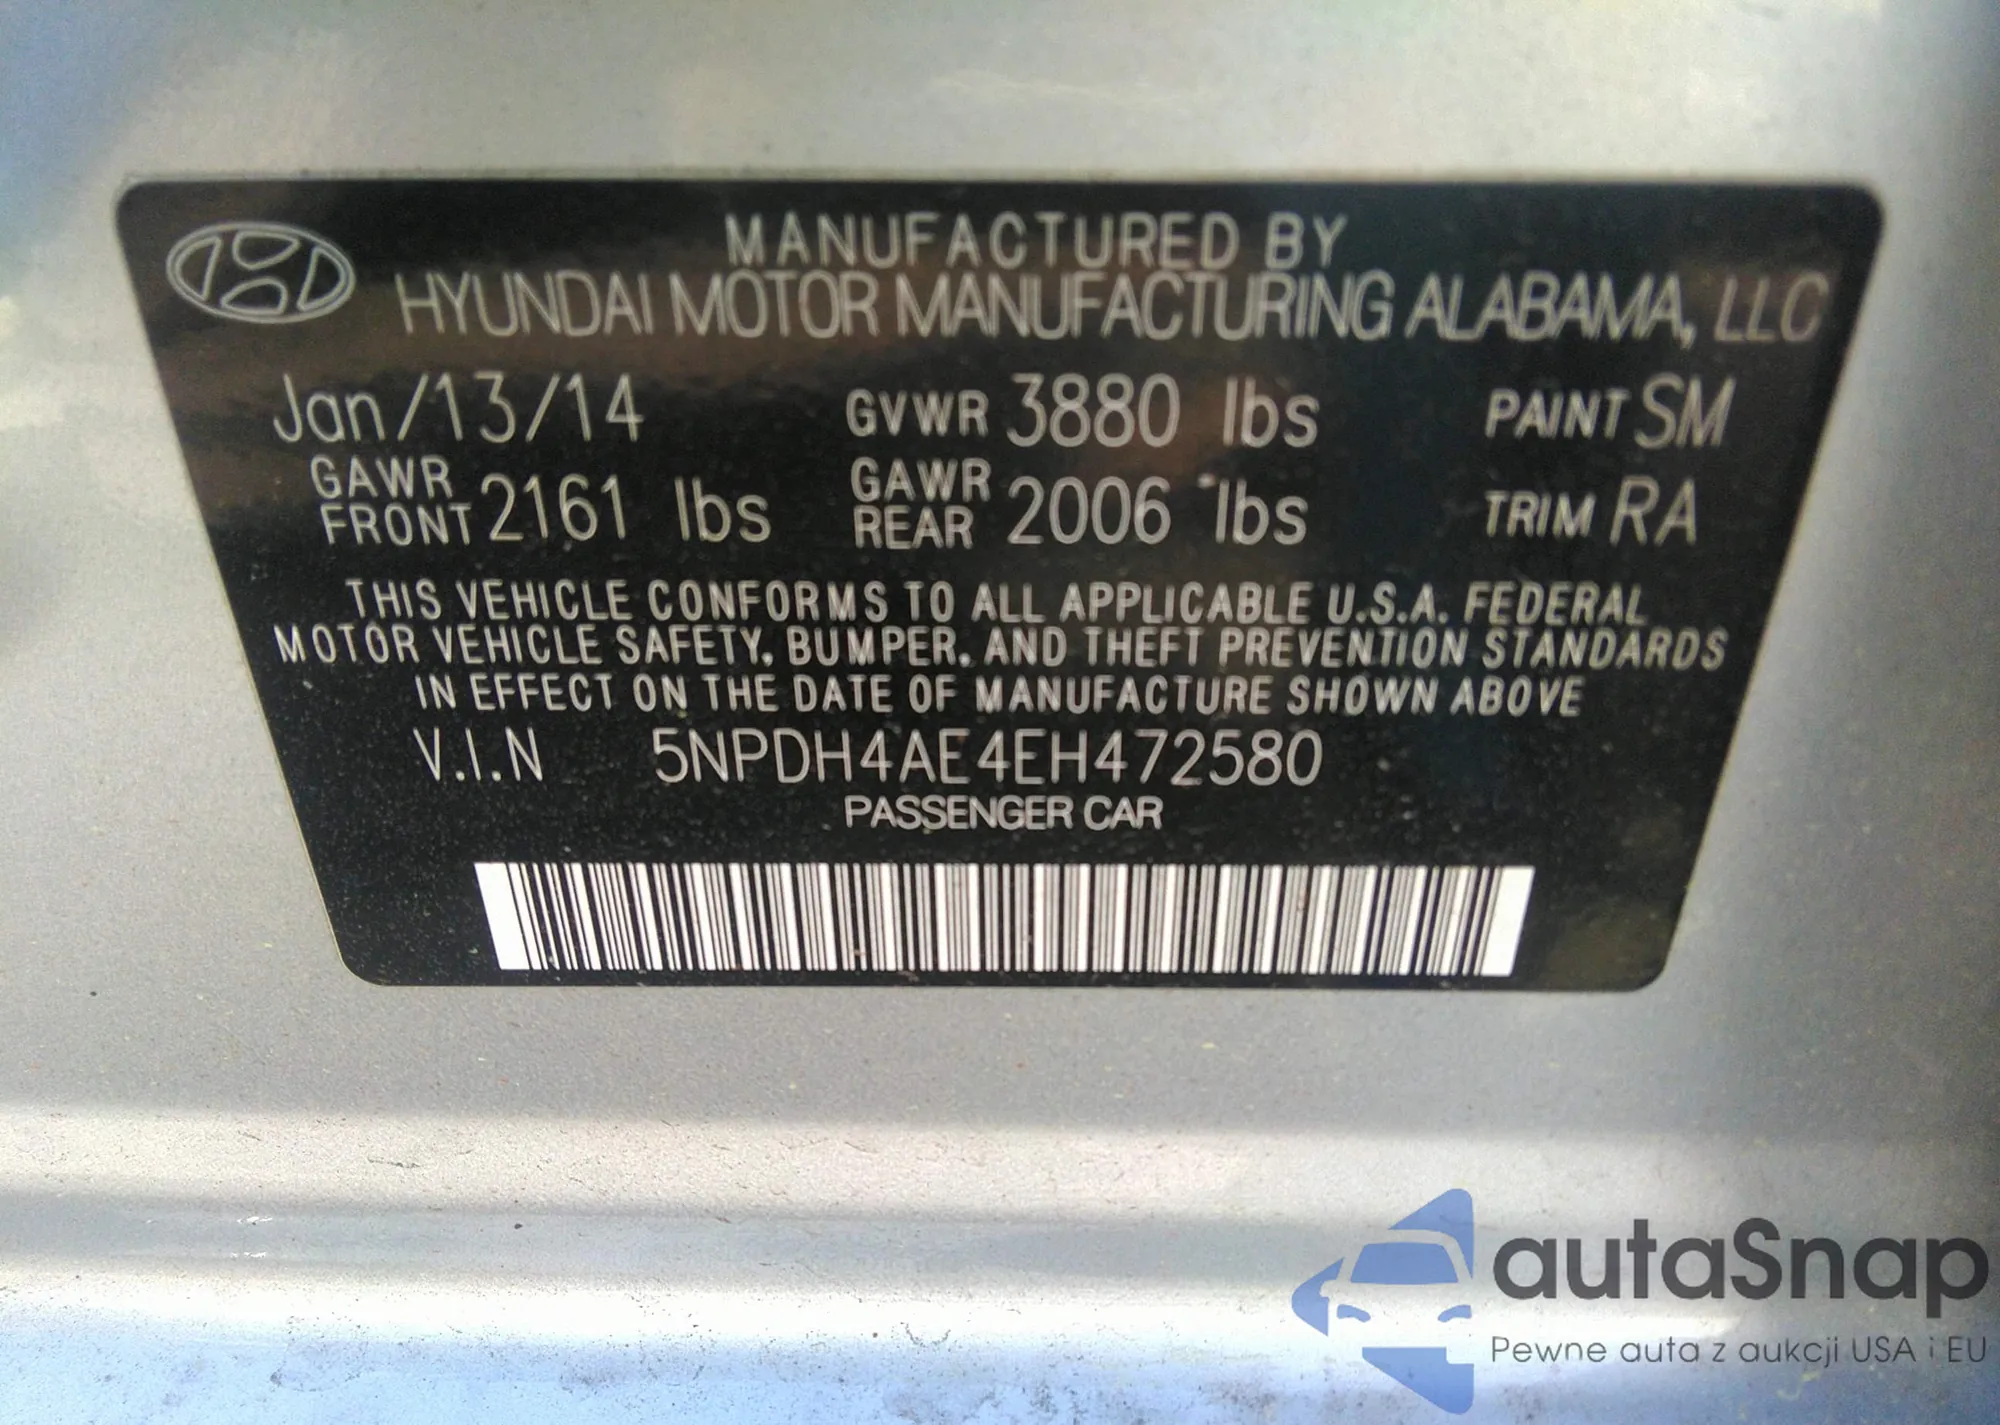 MANUFACTURED BY
HYUNDAI MOTOR MANUFACTURING ALABAMA, LLC
Jan/13/14 GVWR 3880 lbs PAINT SM
GAWR FRONT 2161 lbs GAWR REAR 2006 lbs TRIM RA
THIS VEHICLE CONFORMS TO ALL APPLICABLE U.S.A. FEDERAL
MOTOR VEHICLE SAFETY, BUMPER, AND THEFT PREVENTION STANDARDS
IN EFFECT ON THE DATE OF MANUFACTURE SHOWN ABOVE
V.I.N 5NPDH4AE4EH472580
PASSENGER CAR
autaSnap
Pewne auta z aukcji USA i EU